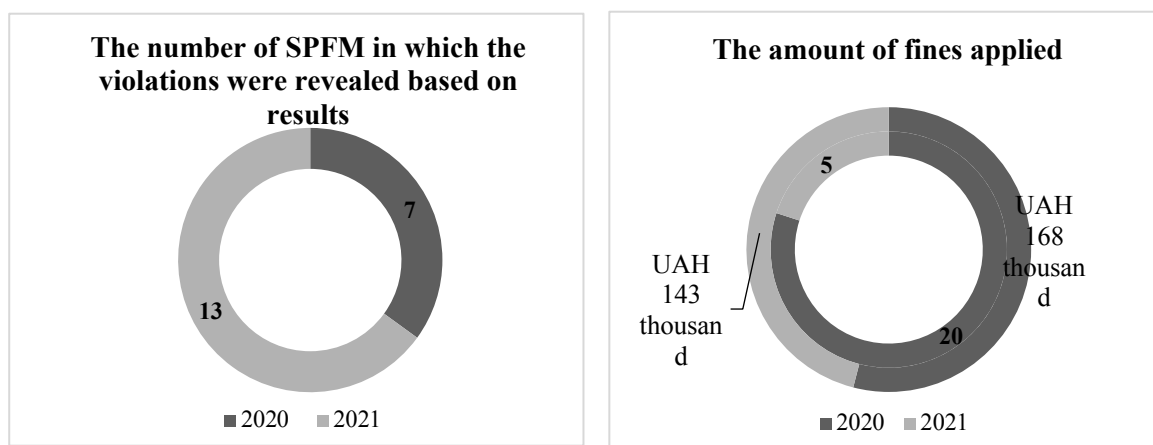 The number of SPFM in which the
violations were revealed based on
results
7
13
2020 2021
The amount of fines applied
5
UAH
168
thousan
d
UAH
143
thousan
d
20
2020 2021